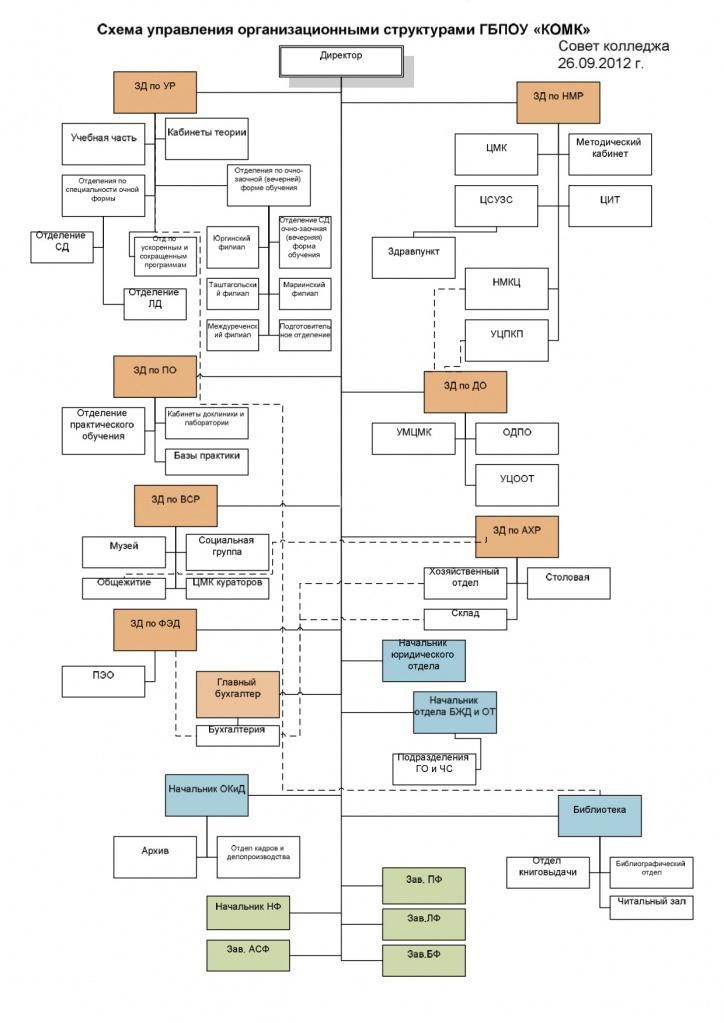 Схема управления организационными структурами ГБПОУ «КОМК»
Совет колледжа
26.09.2012 г.
Директор
ЗД по УР
ЗД по НМР
Учебная часть
Кабинеты теории
Отделения по
специальности очной
формы
Отделения по очно-
заочной (вечерней)
форме обучения
Отделение
СД
Отд.по
ускоренным и
сокращенным
программам
Отделение
ЛД
Юргинский
филиал
Отделение СД
очно-заочная
(вечерняя)
форма
обучения
Таштагольски
й филиал
Мариинский
филиал
Междуреченск
ий филиал
Подготовитель
ное отделение
ЦМК
Методический
кабинет
ЦСУЗС
ЦИТ
Здравпункт
НМКЦ
УЦПКП
ЗД по ПО
ЗД по ДО
Отделение
практического
обучения
Кабинеты доклиники и
лаборатории
Базы практики
УМЦМК
ОДПО
УЦООТ
ЗД по ВСР
ЗД по АХР
Музей
Социальная
группа
Общежитие
ЦМК кураторов
Хозяйственный
отдел
Столовая
Склад
ЗД по ФЭД
ПЭО
Главный
бухгалтер
Бухгалтерия
Начальник
юридического
отдела
Начальник
отдела БЖД и ОТ
Подразделения
ГО и ЧС
Начальник ОКиД
Библиотека
Архив
Отдел кадров и
делопроизводства
Отдел
книговыдачи
Библиографический
отдел
Читальный зал
Зав. ПФ
Начальник НФ
Зав.ЛФ
Зав. АСФ
Зав.БФ